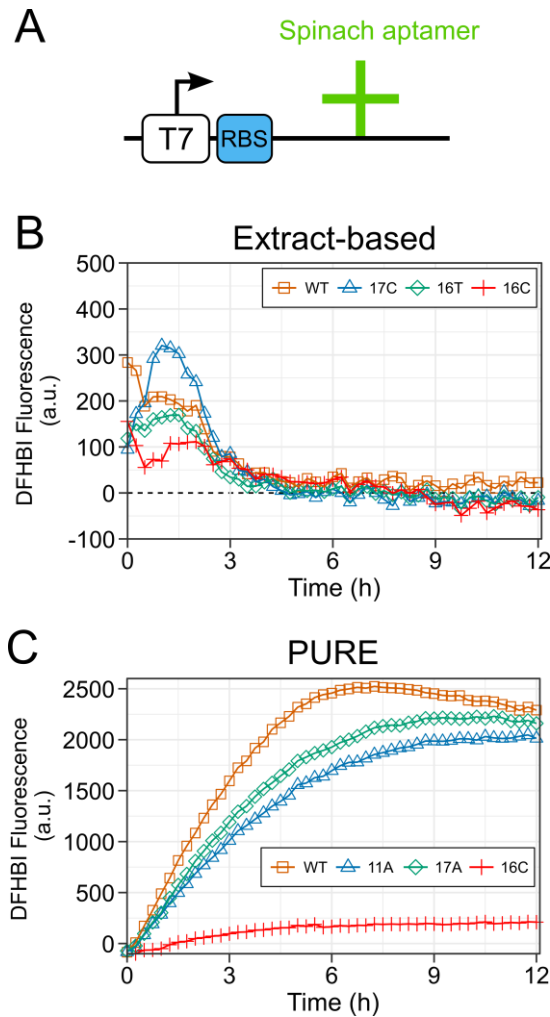 A
Spinach aptamer
T7
RBS
B
Extract-based
500
400
300
200
100
0
-100
WT 17C 16T 16C
DFHBI Fluorescence
(a.u.)
0 3 6 9 12
Time (h)
C
PURE
2500
2000
1500
1000
500
0
WT 11A 17A 16C
DFHBI Fluorescence
(a.u.)
0 3 6 9 12
Time (h)